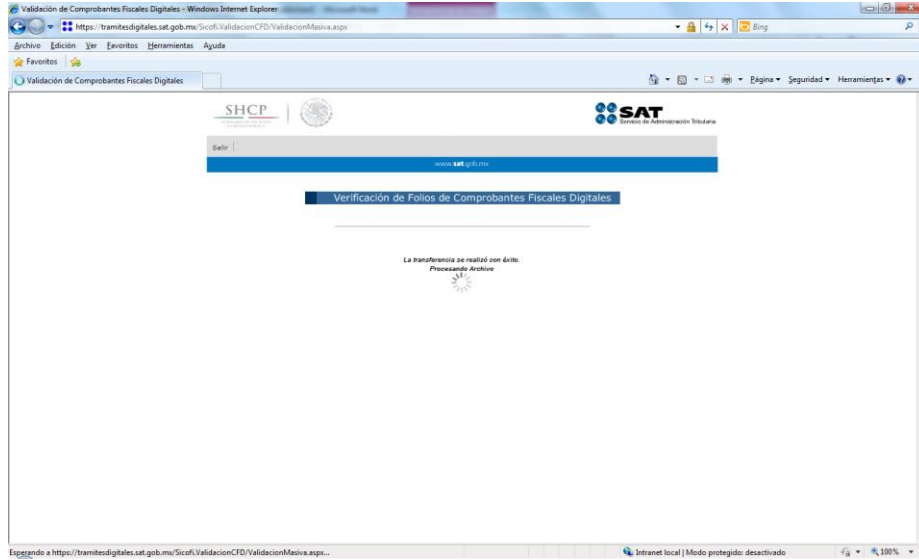 Validación de Comprobantes Fiscales Digitales - Windows Internet Explorer
https://tramitesdigitales.sat.gob.mx/Sicofi.ValidacionCFD/ValidacionMasiva.aspx
Bing
Archivo Edición Ver Favoritos Herramientas Ayuda
Favoritos
Validación de Comprobantes Fiscales Digitales
Página Seguridad Herramientas
SHCP
SAT
Servicio de Administración Tributaria
Salir
www.sat.gob.mx
Verificación de Folios de Comprobantes Fiscales Digitales
La transferencia se realizó con éxito.
Procesando Archivo
Esperando a https://tramitesdigitales.sat.gob.mx/Sicofi.ValidacionCFD/ValidacionMasiva.aspx...
Intranet local | Modo protegido: desactivado
100%